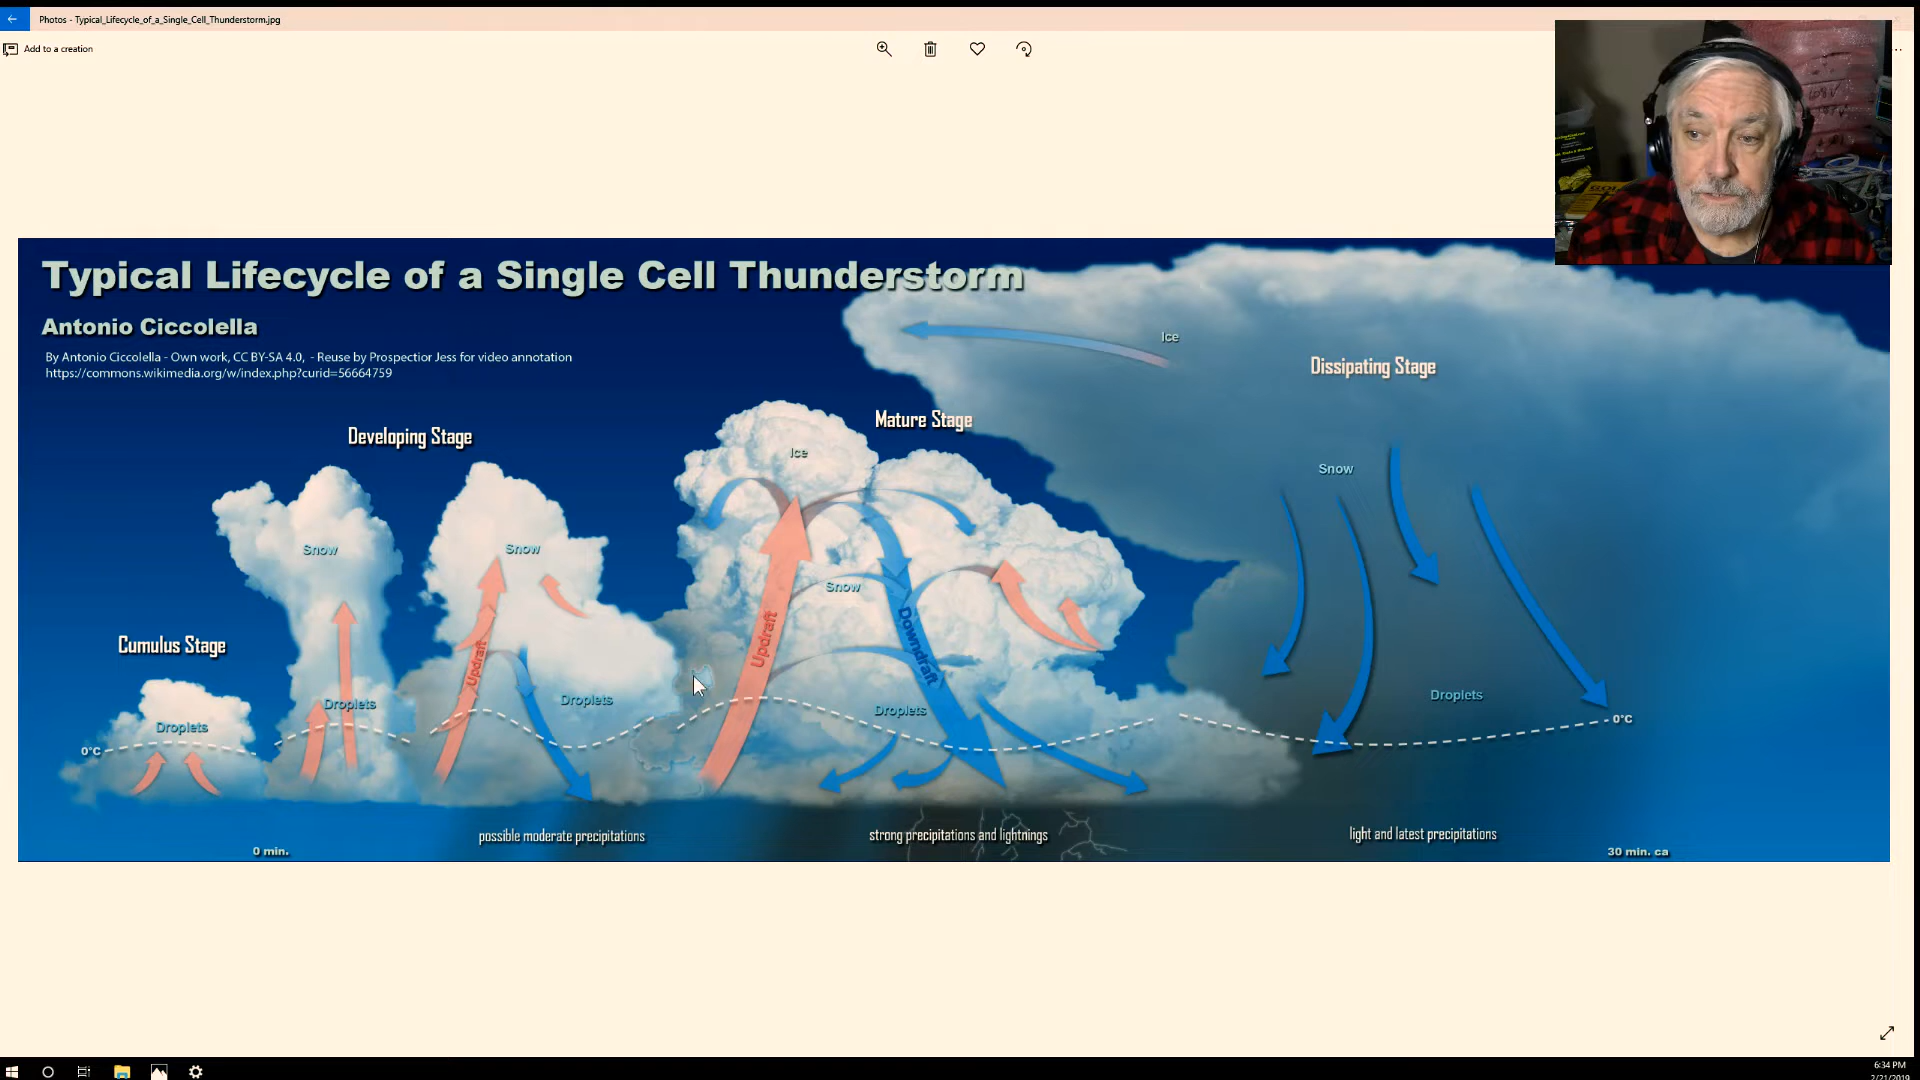 Photos - Typical_Lifecycle_of_a_Single_Cell_Thunderstorm.jpg
Add to a creation
Typical Lifecycle of a Single Cell Thunderstorm
Antonio Ciccolella
By Antonio Ciccolella - Own work, CC BY-SA 4.0,  - Reuse by Prospectior Jess for video annotation
https://commons.wikimedia.org/w/index.php?curid=56664759
Ice
Dissipating Stage
Mature Stage
Developing Stage
Ice
Snow
Snow
Snow
Snow
Cumulus Stage
Updraft
Updraft
Downdraft
Droplets
Droplets
Droplets
Droplets
Droplets
0°C
0°C
possible moderate precipitations
strong precipitations and lightnings
light and latest precipitations
0 min.
30 min. ca
6:34 PM
2/21/2019